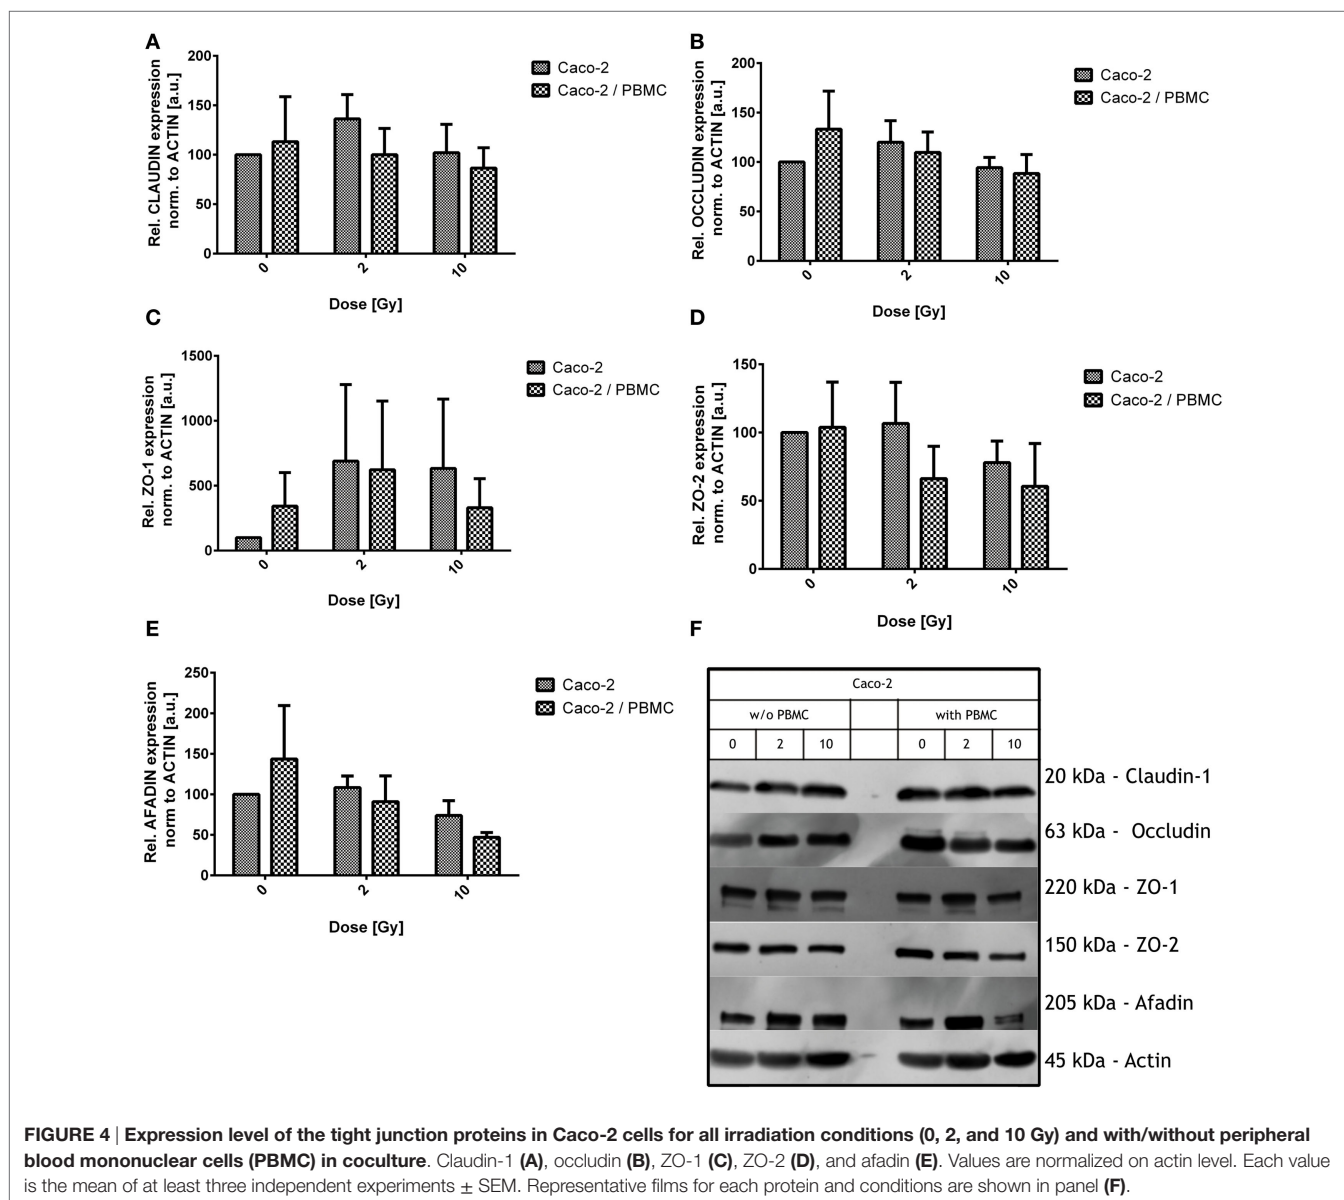 A
Rel. CLAUDIN expression
norm. to ACTIN [a.u.]
200
150
100
50
0
0
2
10
Dose [Gy]
Caco-2
Caco-2 / PBMC
B
Rel. OCCLUDIN expression
norm. to ACTIN [a.u.]
200
150
100
50
0
0
2
10
Dose [Gy]
Caco-2
Caco-2 / PBMC
C
Rel. ZO-1 expression
norm. to ACTIN [a.u.]
1500
1000
500
0
0
2
10
Dose [Gy]
Caco-2
Caco-2 / PBMC
D
Rel. ZO-2 expression
norm. to ACTIN [a.u.]
150
100
50
0
0
2
10
Dose [Gy]
Caco-2
Caco-2 / PBMC
E
Rel. AFADIN expression
norm to ACTIN [a.u.]
250
200
150
100
50
0
0
2
10
Dose [Gy]
Caco-2
Caco-2 / PBMC
F
Caco-2
w/o PBMC with PBMC
0 2 10 0 2 10
20 kDa - Claudin-1
63 kDa - Occludin
220 kDa - ZO-1
150 kDa - ZO-2
205 kDa - Afadin
45 kDa - Actin
FIGURE 4 | Expression level of the tight junction proteins in Caco-2 cells for all irradiation conditions (0, 2, and 10 Gy) and with/without peripheral
blood mononuclear cells (PBMC) in coculture. Claudin-1 (A), occludin (B), ZO-1 (C), ZO-2 (D), and afadin (E). Values are normalized on actin level. Each value
is the mean of at least three independent experiments ± SEM. Representative films for each protein and conditions are shown in panel (F).